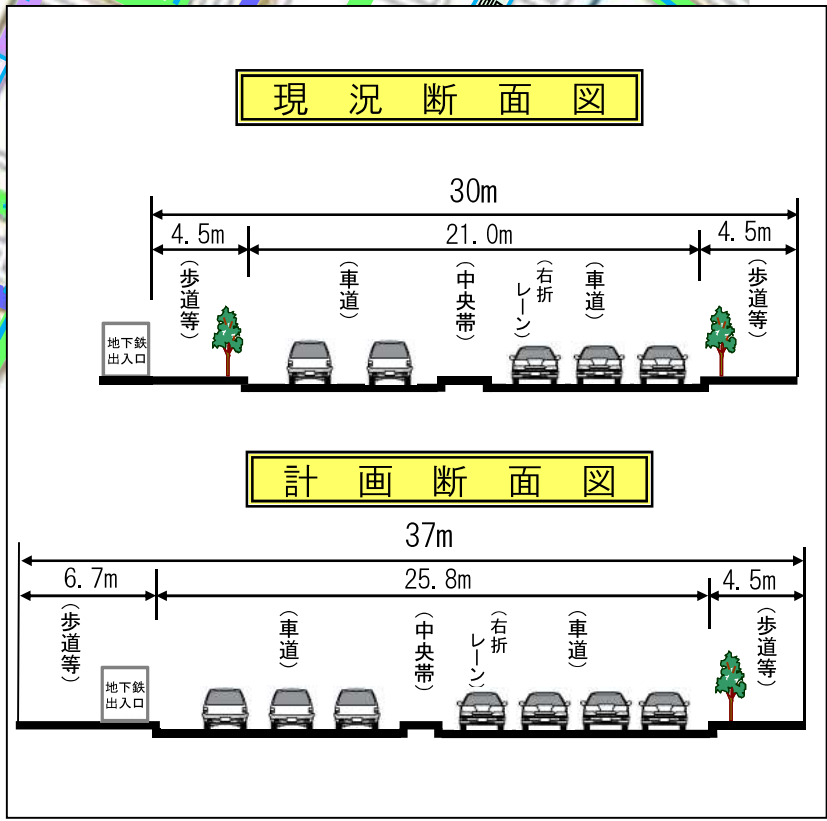 現況断面図
30m
4.5m
21.0m
4.5m
（歩道等）
（車道）
（中央帯）
（右折
レーン）
（車道）
（歩道等）
地下鉄
出入口
計画断面図
37m
6.7m
25.8m
4.5m
（歩道等）
（車道）
（中央帯）
（右折
レーン）
（車道）
（歩道等）
地下鉄
出入口